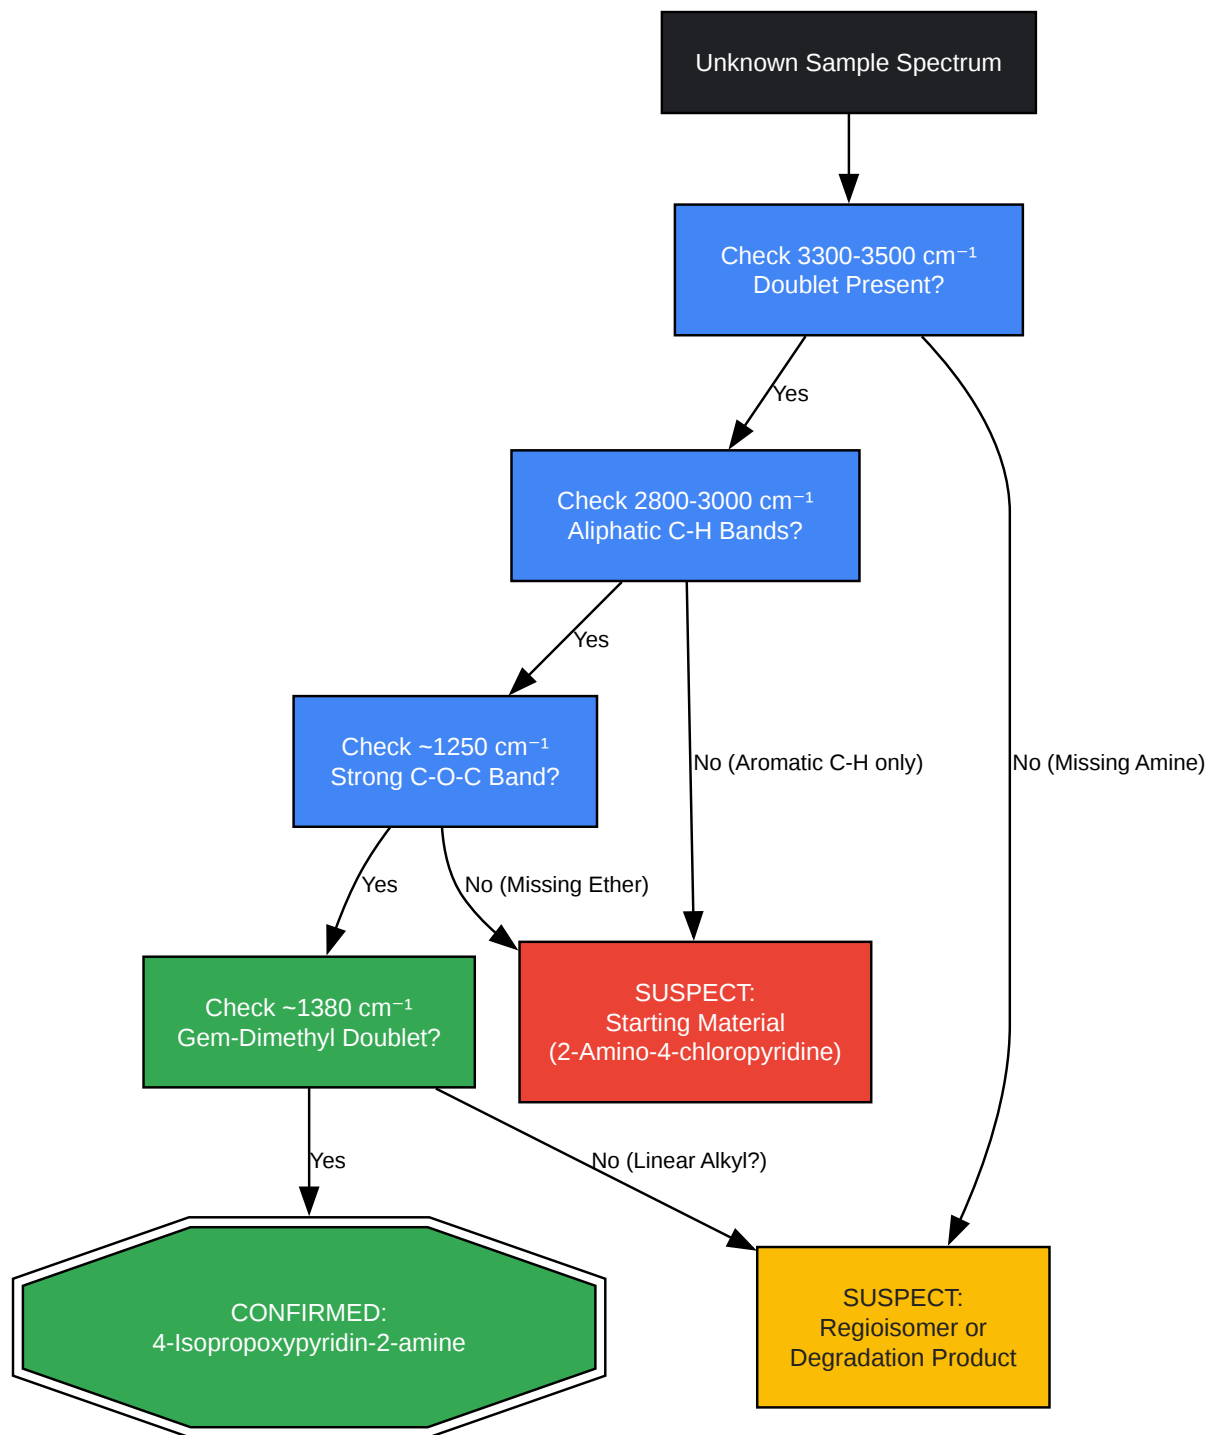 Unknown Sample Spectrum
Check 3300-3500 cm⁻¹
Doublet Present?
Yes
Check 2800-3000 cm⁻¹
Aliphatic C-H Bands?
Yes
Check ~1250 cm⁻¹
Strong C-O-C Band?
No (Aromatic C-H only)
No (Missing Amine)
Yes
No (Missing Ether)
Check ~1380 cm⁻¹
Gem-Dimethyl Doublet?
SUSPECT:
Starting Material
(2-Amino-4-chloropyridine)
Yes
No (Linear Alkyl?)
CONFIRMED:
4-Isopropoxypyridin-2-amine
SUSPECT:
Regioisomer or
Degradation Product